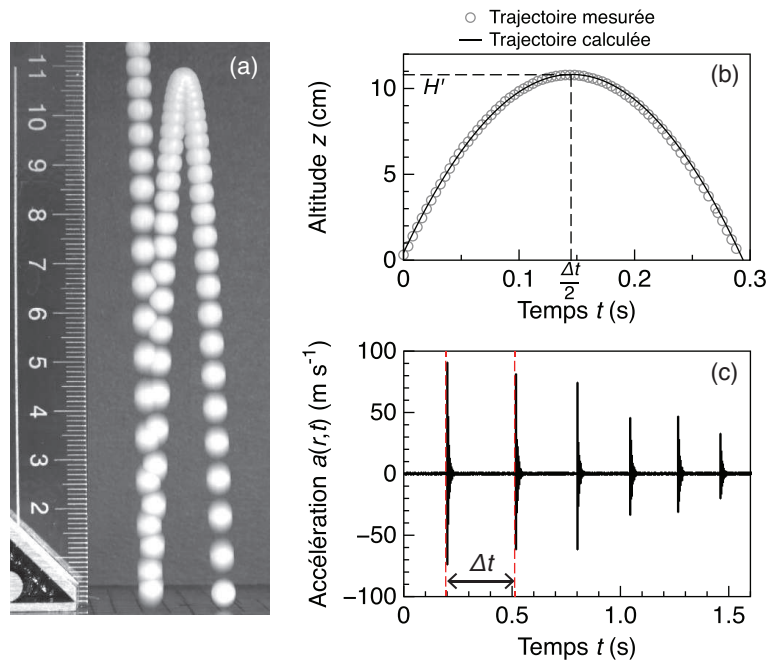 Trajectoire mesurée
Trajectoire calculée
(a)
11
10
9
8
7
6
5
4
3
2
(b)
H'
Altitude z (cm)
10
5
0
0
0.1
0.2
0.3
Δt
2
Temps t (s)
(c)
Accélération a(r,t) (m s⁻¹)
100
50
0
−50
−100
Δt
0
0.5
1.0
1.5
Temps t (s)